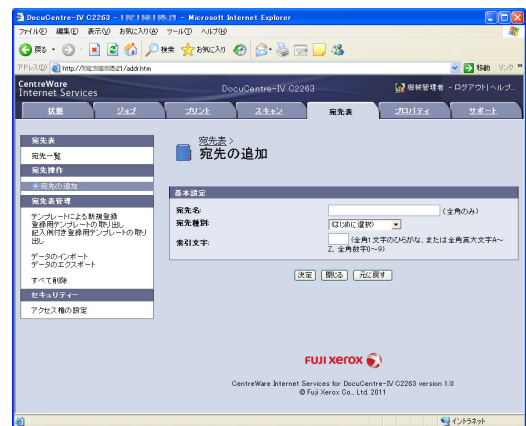 DocuCentre-IV C2263 - Microsoft Internet Explorer
ファイル(F) 編集(E) 表示(V) お気に入り(A) ツール(T) ヘルプ(H)
戻る 検索 お気に入り
アドレス(D) http:// /addr.htm 移動 リンク »
CentreWare
Internet Services
DocuCentre-IV C2263
機械管理者 - ログアウト|ヘルプ...
状態 ジョブ プリント スキャン 宛先表 プロパティ サポート
宛先表
宛先一覧
宛先操作
宛先の追加
宛先表管理
テンプレートによる新規登録
登録用テンプレートの取り出し
記入例付き登録用テンプレートの取り
出し
データのインポート
データのエクスポート
すべて削除
セキュリティー
アクセス権の設定
宛先表 >
宛先の追加
基本設定
宛先名: (全角のみ)
宛先種別: (はじめに選択)
索引文字: (全角1文字のひらがな、または全角英大文字A～
Z、全角数字0～9)
決定 閉じる 元に戻す
FUJI XEROX
CentreWare Internet Services for DocuCentre-IV C2263 version 1.
© Fuji Xerox Co., Ltd. 2011
イントラネット